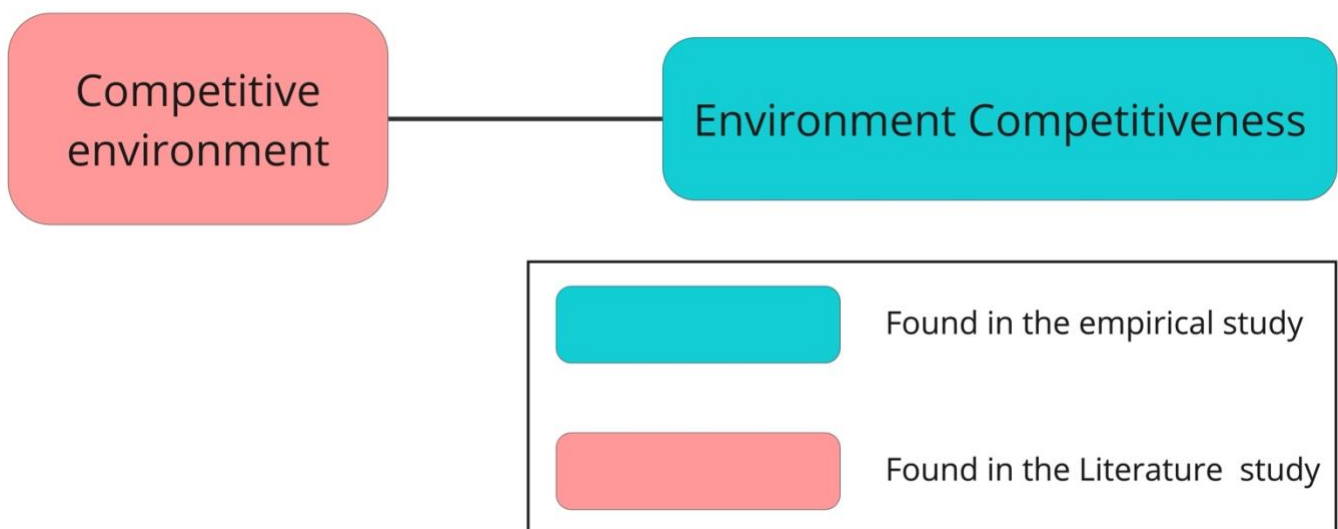 Competitive
environment
Environment Competitiveness
Found in the empirical study
Found in the Literature study